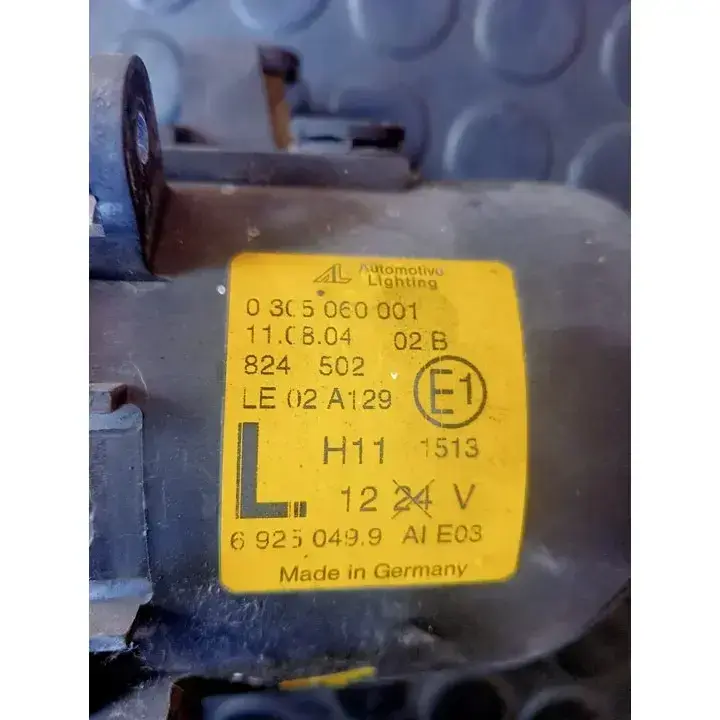 AL Automotive
Lighting
0 305 060 001
11.08.04 02 B
824 502
LE 02 A129 E1
L H11 1513
12 24 V
6 925 049.9 AI E03
Made in Germany